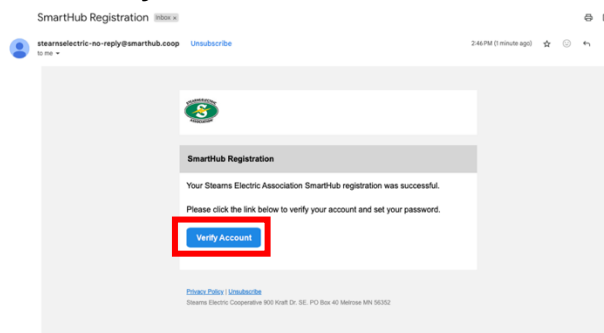 SmartHub Registration Inbox x
stearnselectric-no-reply@smarthub.coop Unsubscribe 2:46 PM (1 minute ago)
to me
SmartHub Registration
Your Stearns Electric Association SmartHub registration was successful.
Please click the link below to verify your account and set your password.
Verify Account
Privacy Policy | Unsubscribe
Stearns Electric Cooperative 900 Kraft Dr. SE. PO Box 40 Melrose MN 56352